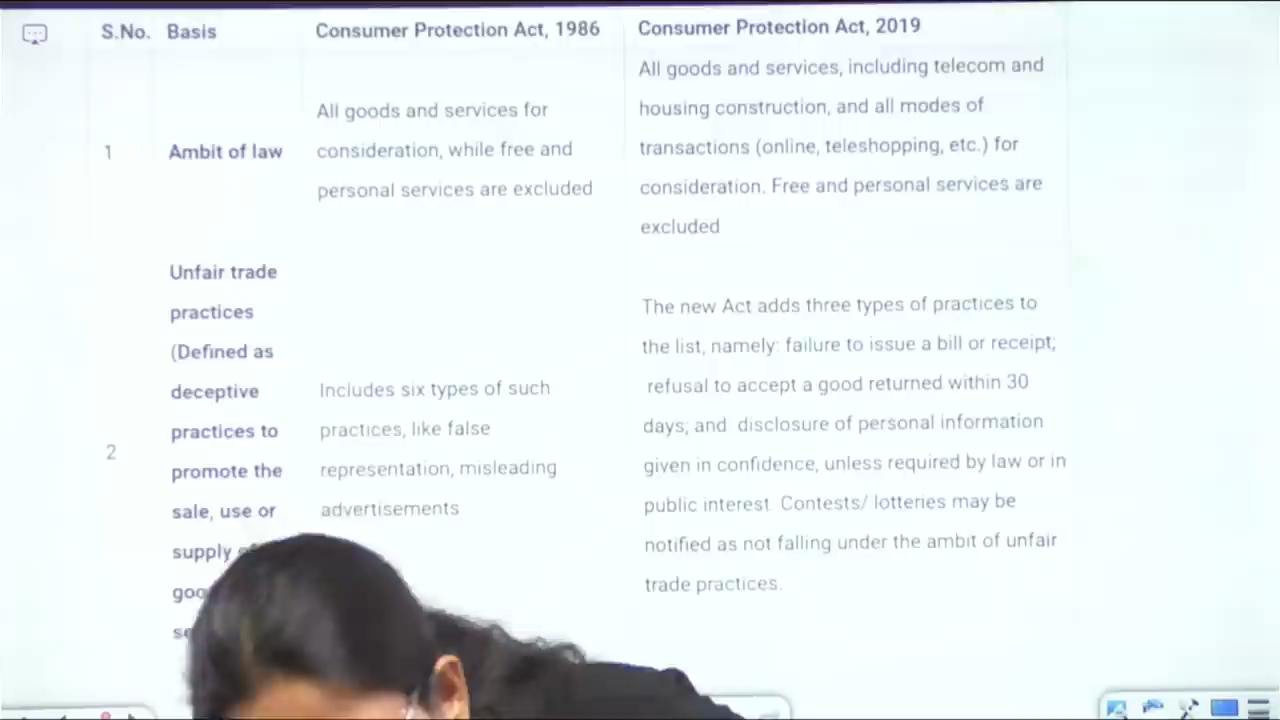 S.No. Basis Consumer Protection Act, 1986 Consumer Protection Act, 2019
1
Ambit of law
All goods and services for
consideration, while free and
personal services are excluded
All goods and services, including telecom and
housing construction, and all modes of
transactions (online, teleshopping, etc.) for
consideration. Free and personal services are
excluded
2
Unfair trade
practices
(Defined as
deceptive
practices to
promote the
sale, use or
supply
Includes six types of such
practices, like false
representation, misleading
advertisements
The new Act adds three types of practices to
the list, namely: failure to issue a bill or receipt;
refusal to accept a good returned within 30
days; and disclosure of personal information
given in confidence, unless required by law or in
public interest. Contests/ lotteries may be
notified as not falling under the ambit of unfair
trade practices.